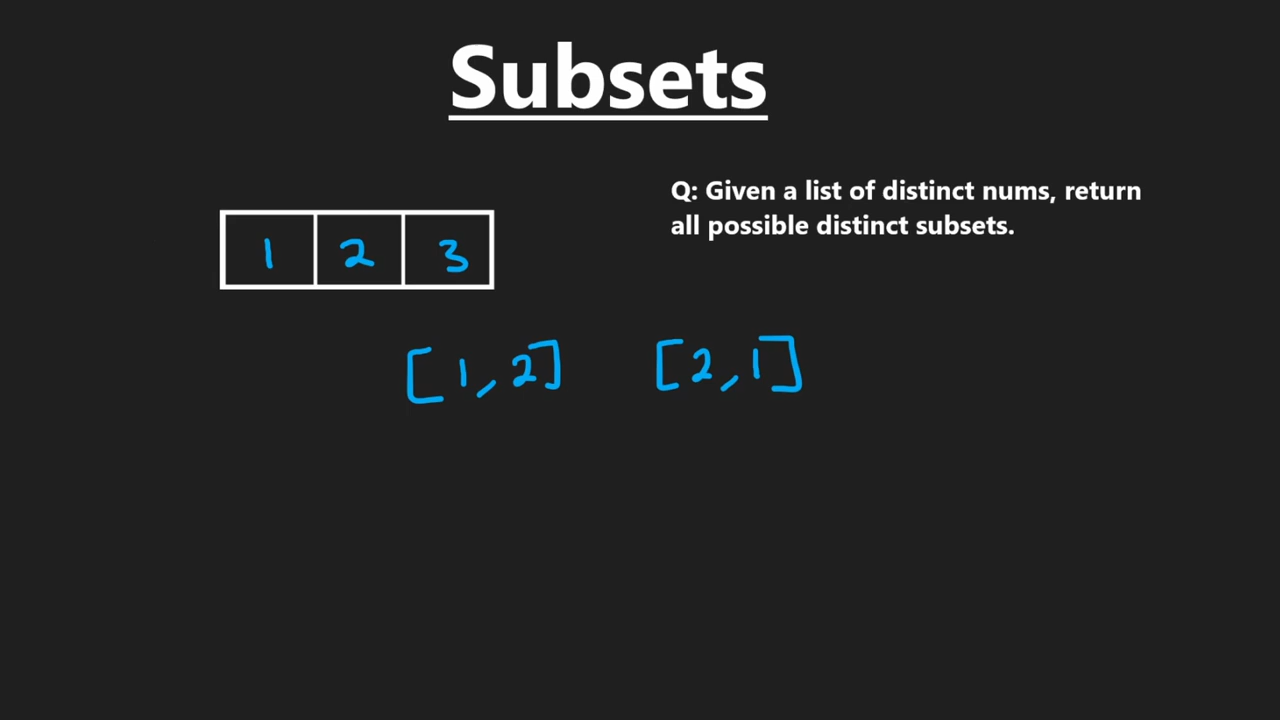 Subsets
Q: Given a list of distinct nums, return
all possible distinct subsets.
1 2 3
[1,2] [2,1]